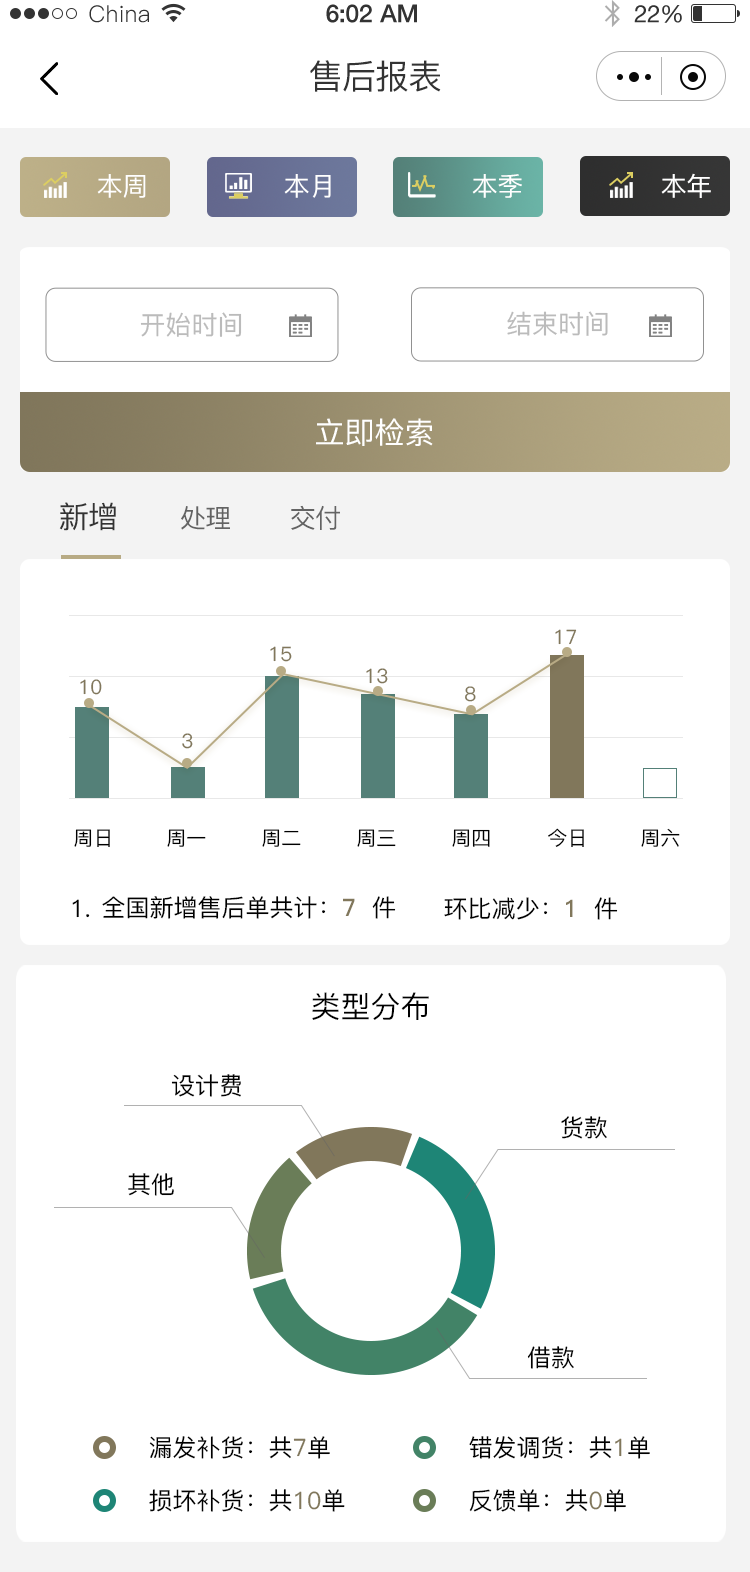 China 6:02 AM 22%
售后报表
本周 本月 本季 本年
开始时间 结束时间
立即检索
新增 处理 交付
17
15
13
10
8
3
周日 周一 周二 周三 周四 今日 周六
1. 全国新增售后单共计：7 件 环比减少：1 件
类型分布
设计费
货款
其他
借款
漏发补货：共7单 错发调货：共1单
损坏补货：共10单 反馈单：共0单